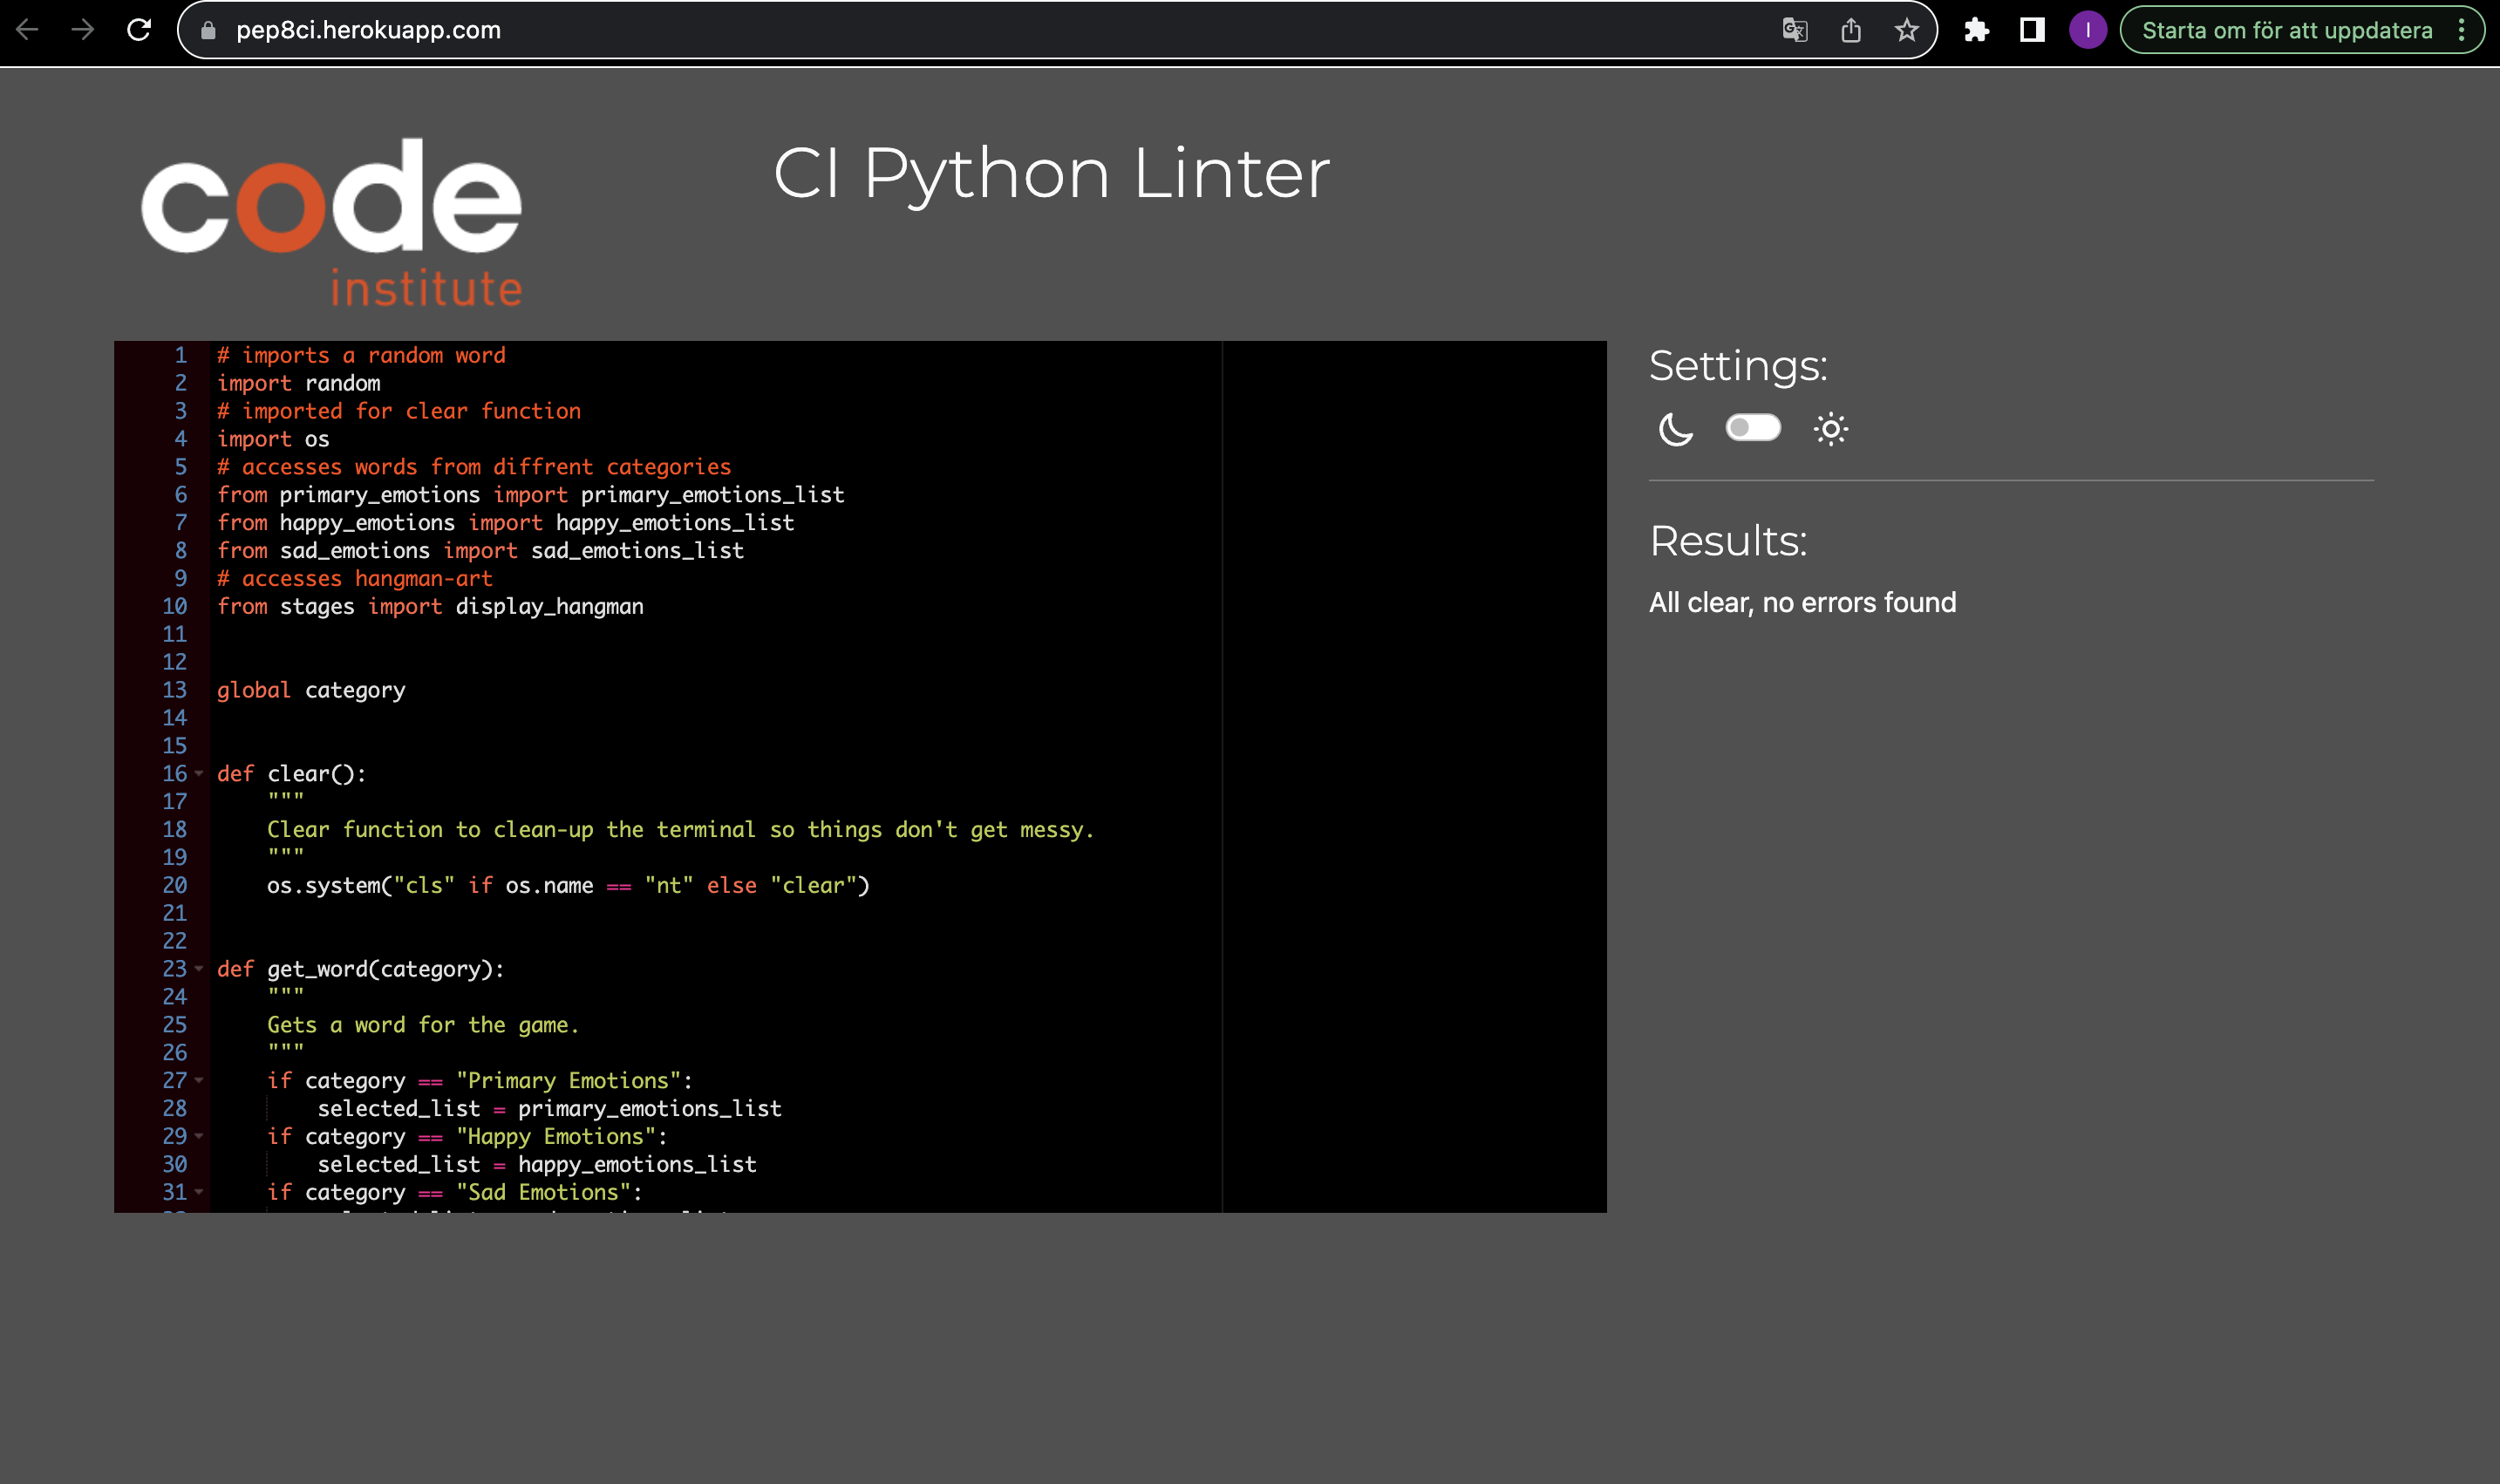 pep8ci.herokuapp.com
I
Starta om för att uppdatera
code
institute
CI Python Linter
1 # imports a random word
2 import random
3 # imported for clear function
4 import os
5 # accesses words from diffrent categories
6 from primary_emotions import primary_emotions_list
7 from happy_emotions import happy_emotions_list
8 from sad_emotions import sad_emotions_list
9 # accesses hangman-art
10 from stages import display_hangman
11
12
13 global category
14
15
16 def clear():
17     """
18     Clear function to clean-up the terminal so things don't get messy.
19     """
20     os.system("cls" if os.name == "nt" else "clear")
21
22
23 def get_word(category):
24     """
25     Gets a word for the game.
26     """
27     if category == "Primary Emotions":
28         selected_list = primary_emotions_list
29     if category == "Happy Emotions":
30         selected_list = happy_emotions_list
31     if category == "Sad Emotions":
Settings:
Results:
All clear, no errors found